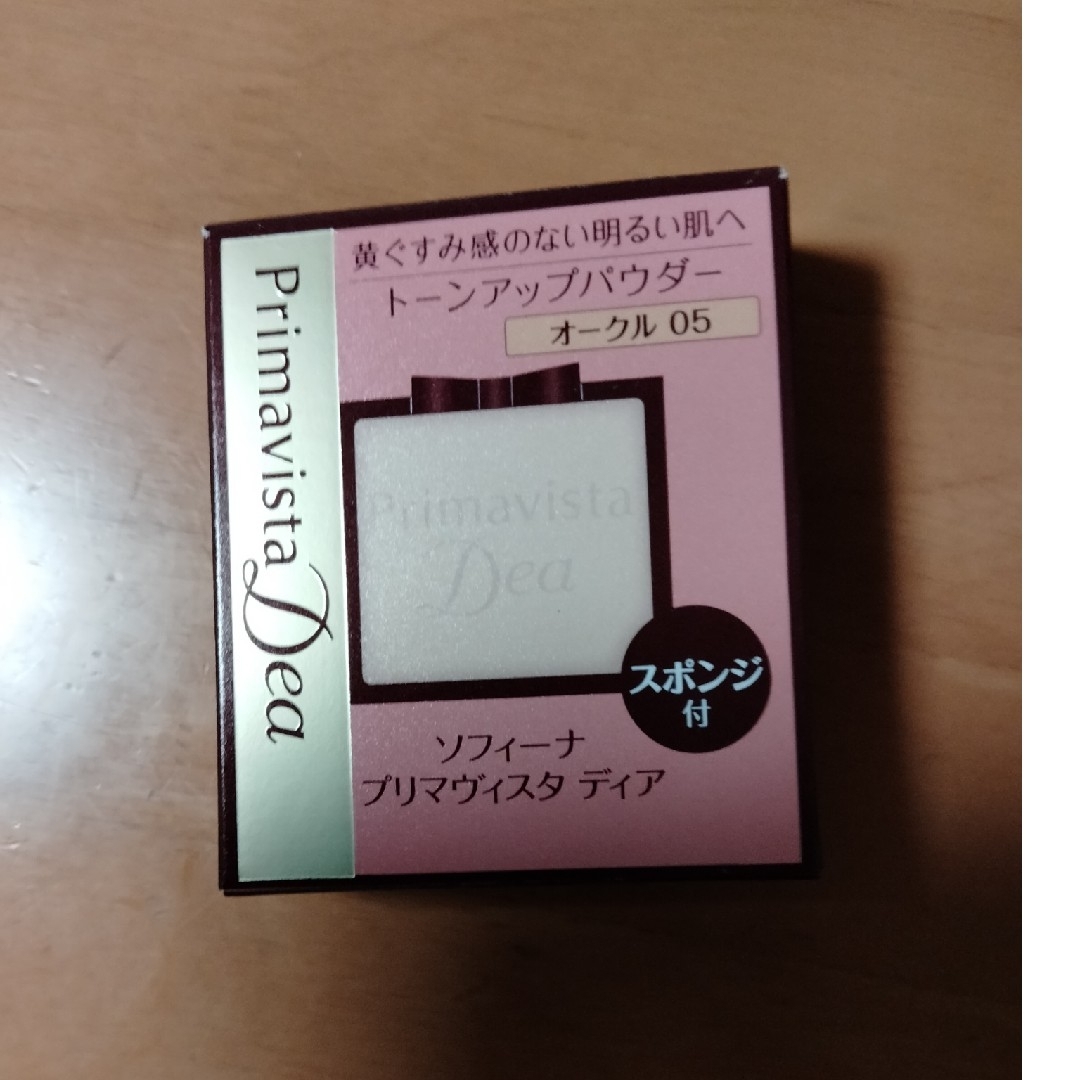 黄ぐすみ感のない明るい肌へ
トーンアップパウダー
オークル 05
Primavista Dea
Primavista
Dea
スポンジ
付
ソフィーナ
プリマヴィスタ ディア